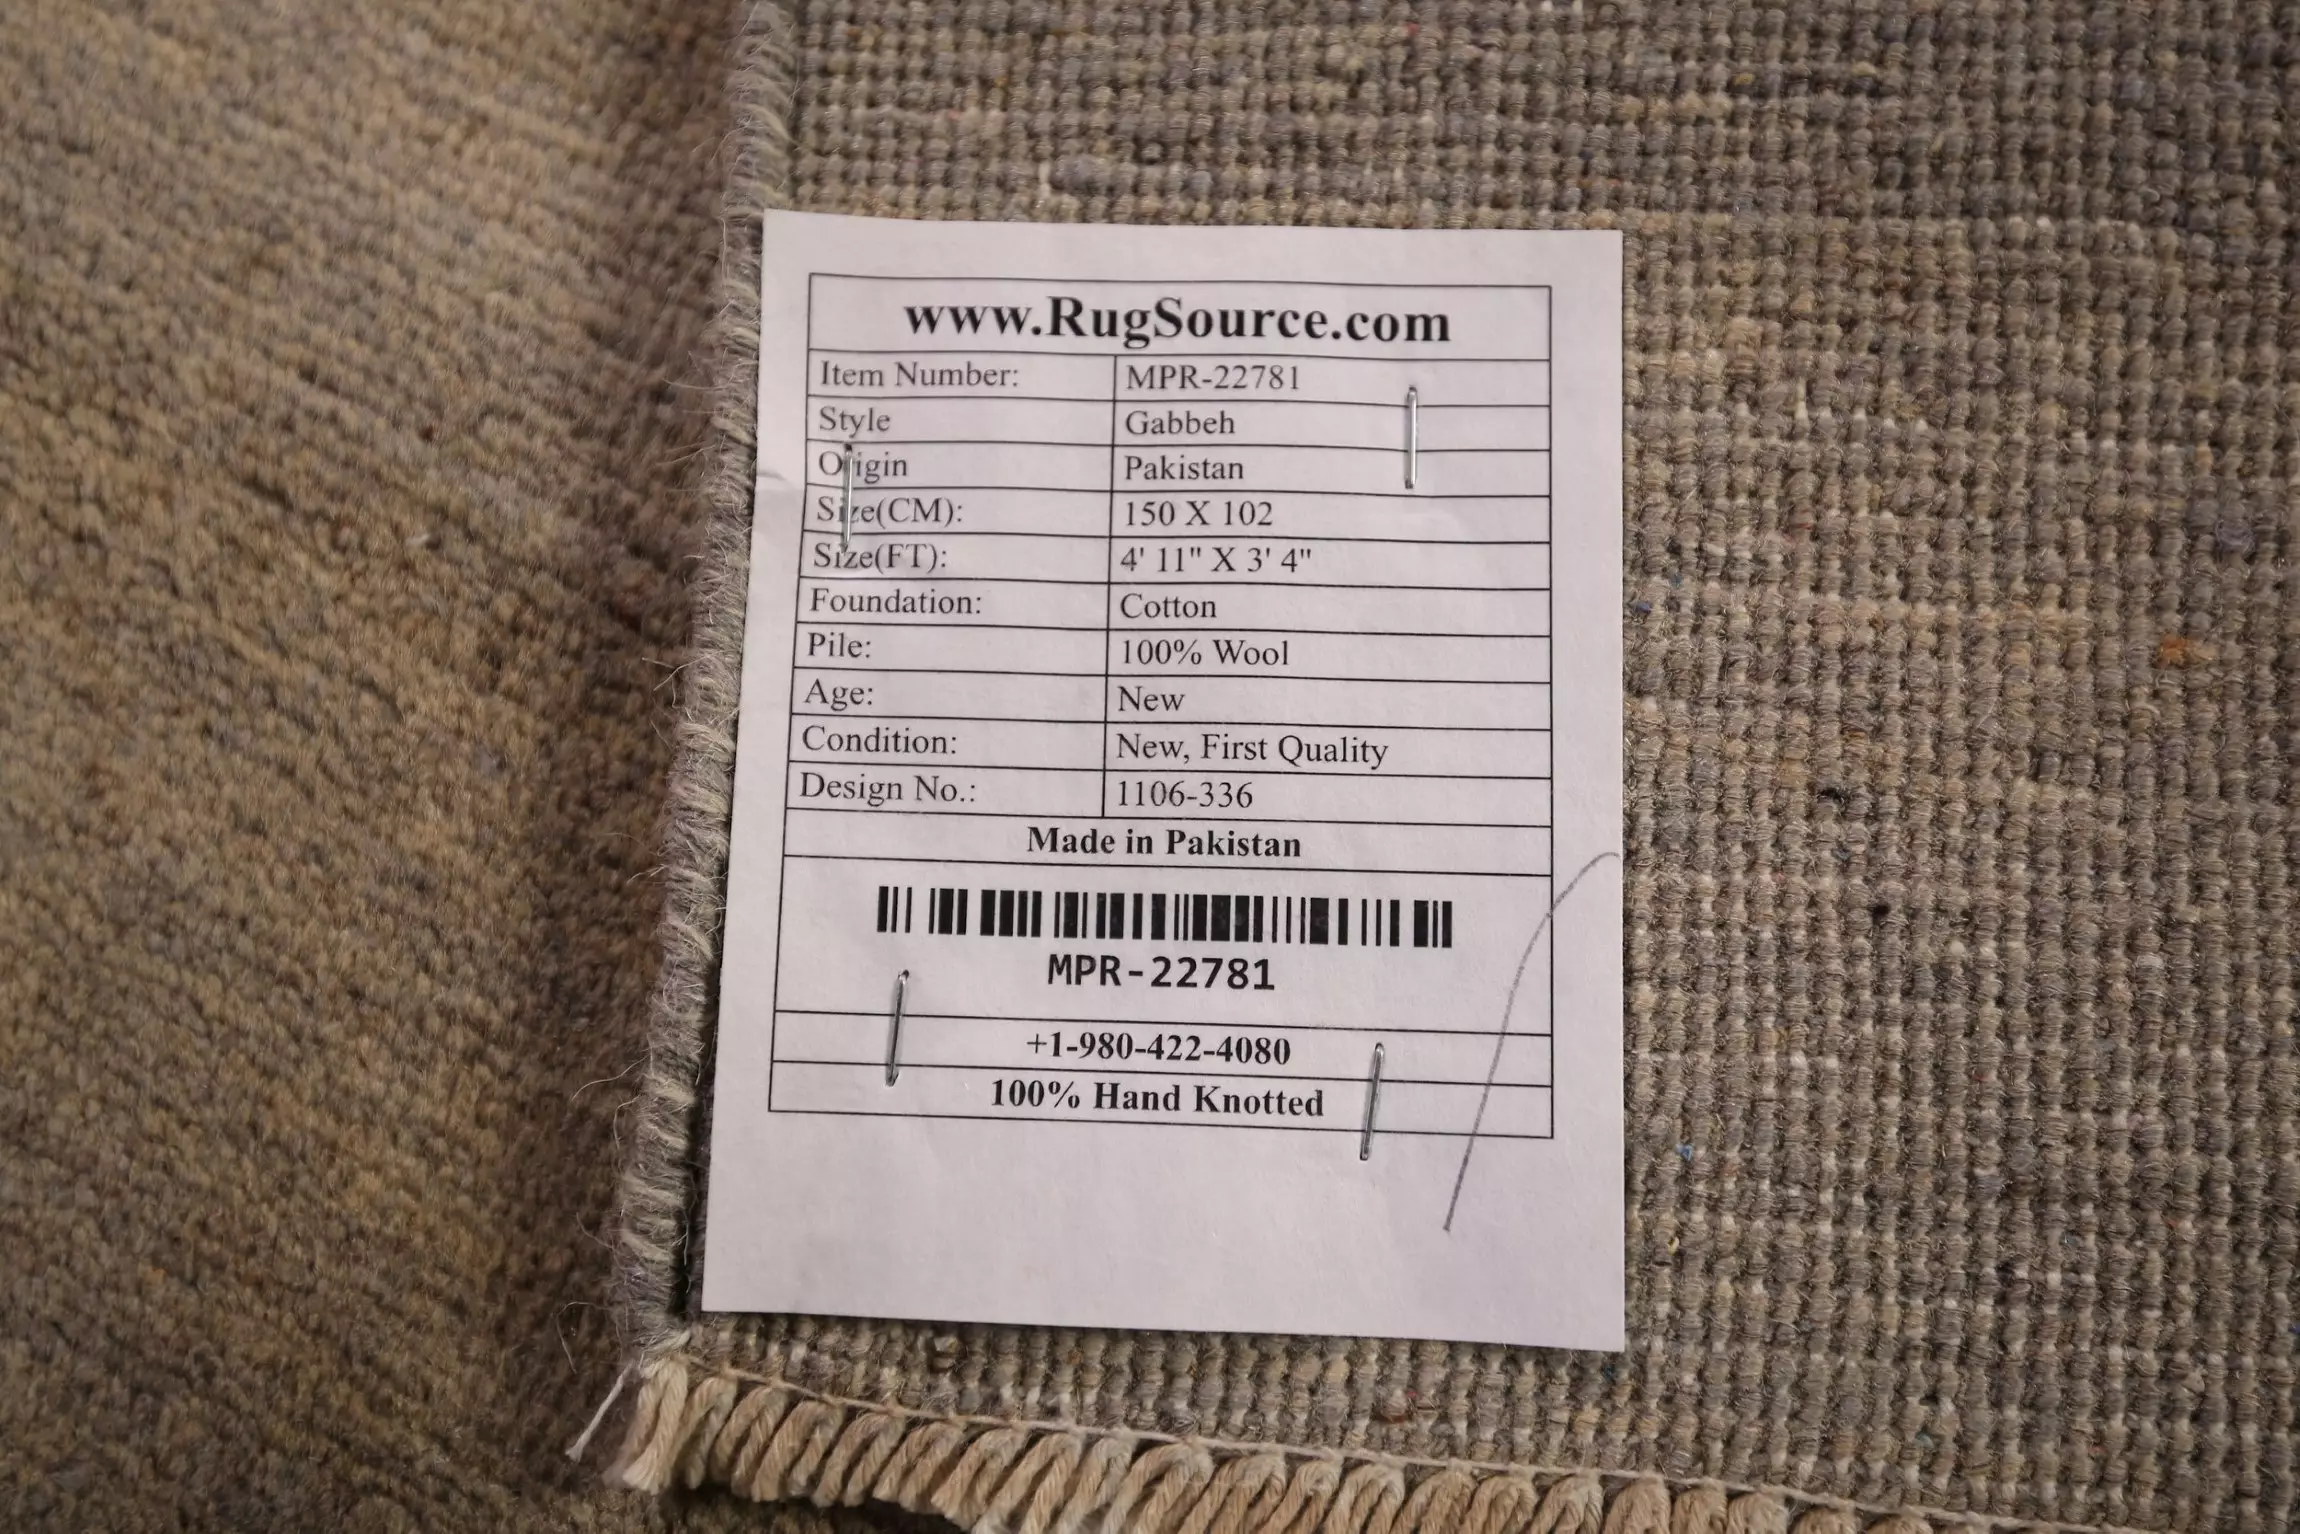 www.RugSource.com
Item Number: MPR-22781
Style Gabbeh
Origin Pakistan
Size(CM): 150 X 102
Size(FT): 4' 11" X 3' 4"
Foundation: Cotton
Pile: 100% Wool
Age: New
Condition: New, First Quality
Design No.: 1106-336
Made in Pakistan
MPR-22781
+1-980-422-4080
100% Hand Knotted